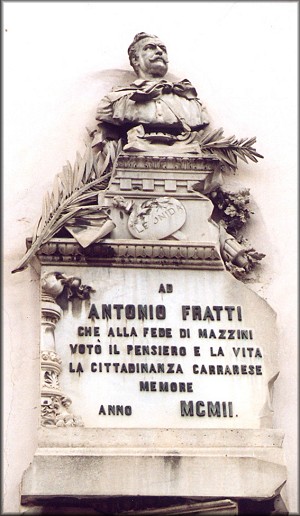 AD
ANTONIO FRATTI
CHE ALLA FEDE DI MAZZINI
VOTÒ IL PENSIERO E LA VITA
LA CITTADINANZA CARRARESE
MEMORE
ANNO MCMII.